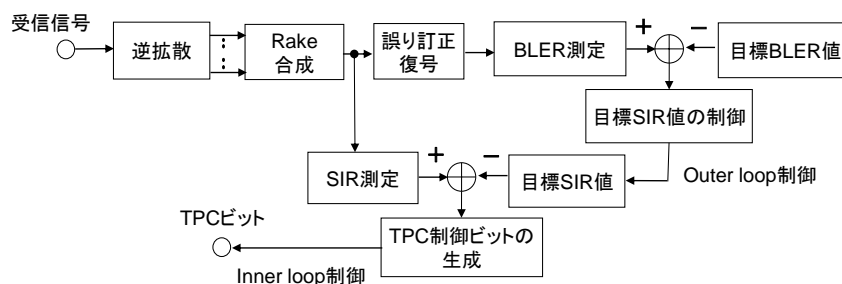 受信信号
逆拡散
Rake
合成
誤り訂正
復号
BLER測定
+
−
目標BLER値
目標SIR値の制御
Outer loop制御
SIR測定
+
−
目標SIR値
TPCビット
TPC制御ビットの
生成
Inner loop制御